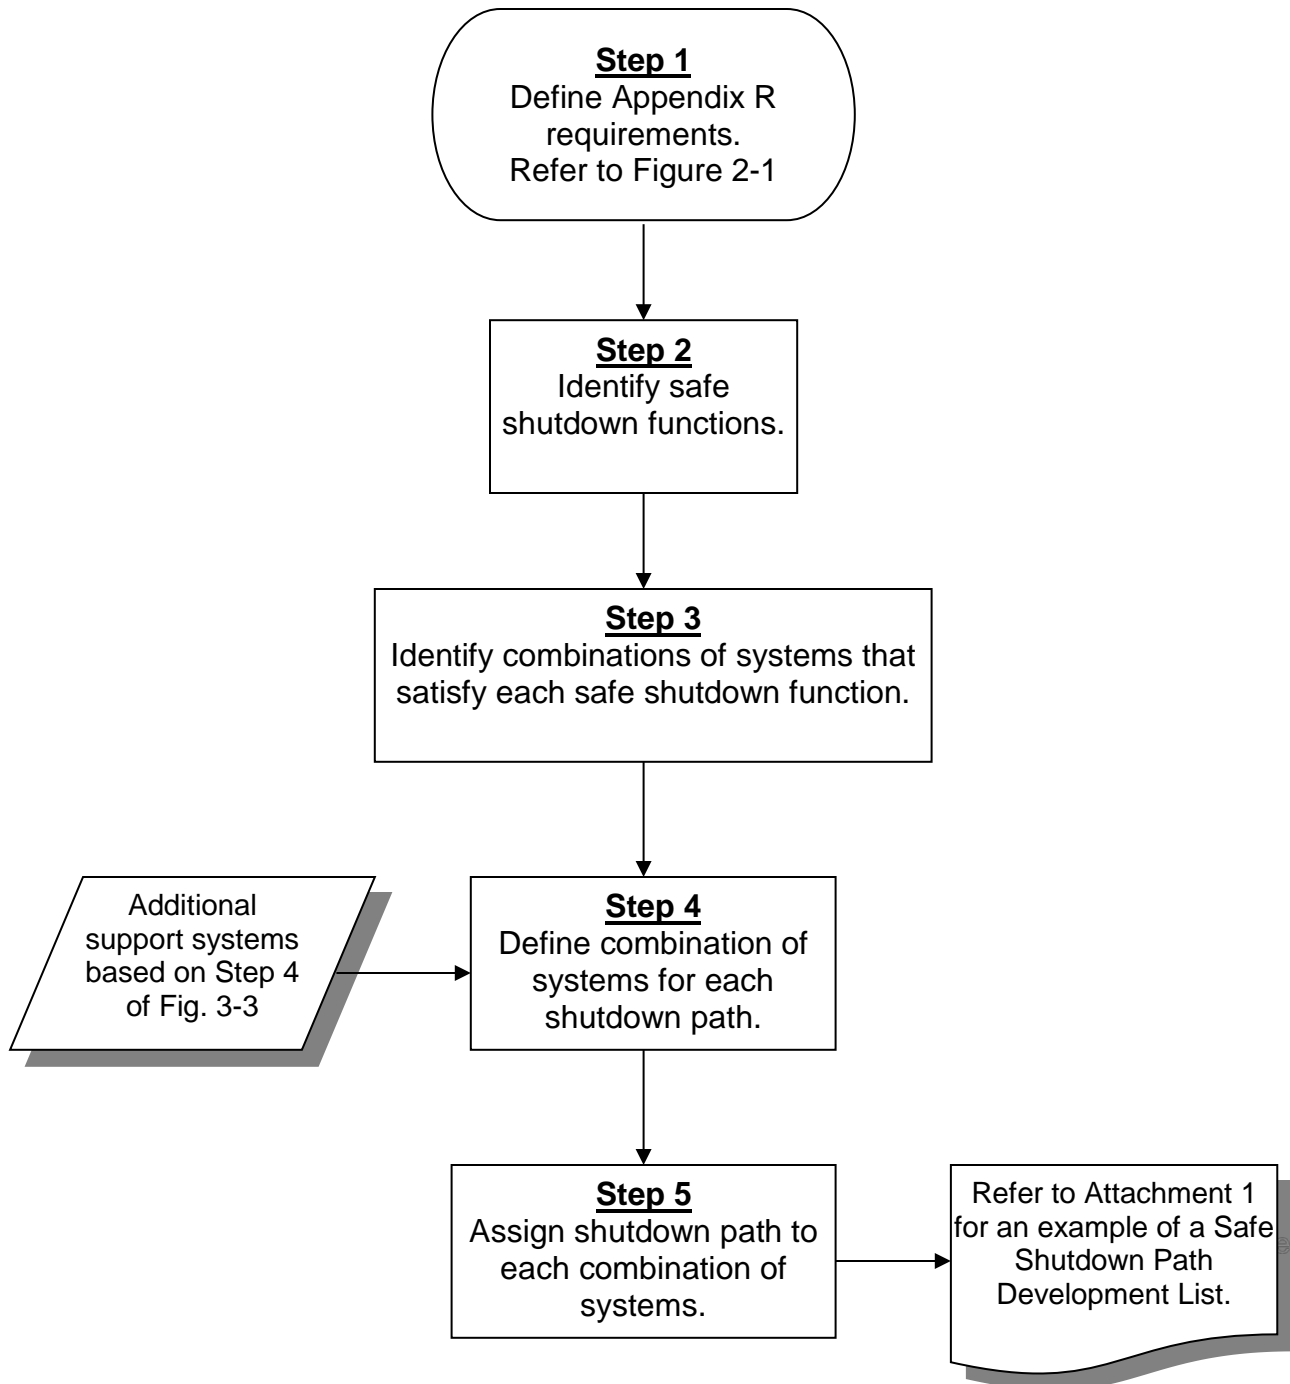 Step 1
Define Appendix R
requirements.
Refer to Figure 2-1
Step 2
Identify safe
shutdown functions.
Step 3
Identify combinations of systems that
satisfy each safe shutdown function.
Additional
support systems
based on Step 4
of Fig. 3-3
Step 4
Define combination of
systems for each
shutdown path.
Step 5
Assign shutdown path to
each combination of
systems.
Refer to Attachment 1
for an example of a Safe
Shutdown Path
Development List.